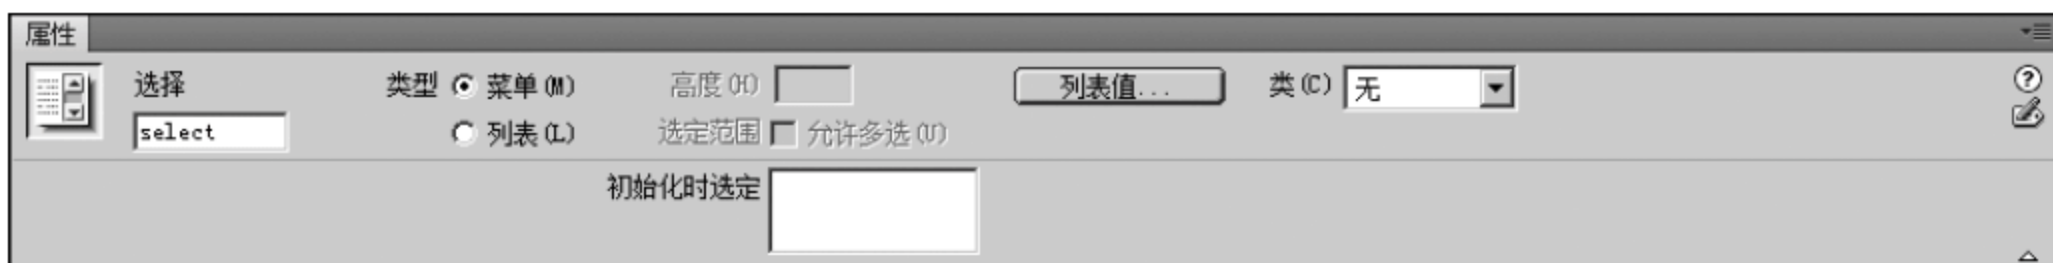 属性
选择 类型 菜单(M) 高度(H) 列表值... 类(C) 无
select 列表(L) 选定范围 允许多选(U)
初始化时选定